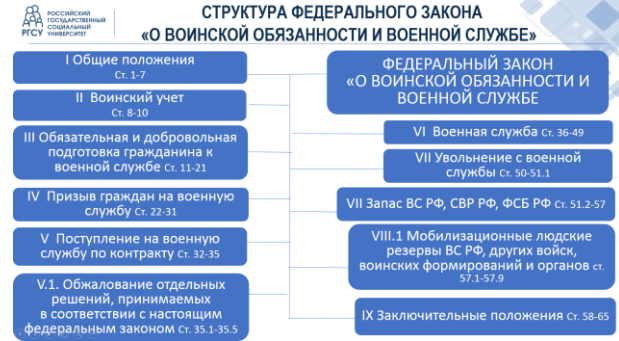 РОССИЙСКИЙ
ГОСУДАРСТВЕННЫЙ
СОЦИАЛЬНЫЙ
УНИВЕРСИТЕТ
РГСУ
СТРУКТУРА ФЕДЕРАЛЬНОГО ЗАКОНА
«О ВОИНСКОЙ ОБЯЗАННОСТИ И ВОЕННОЙ СЛУЖБЕ»
I Общие положения
Ст. 1-7
II Воинский учет
Ст. 8-10
III Обязательная и добровольная
подготовка гражданина к
военной службе Ст. 11-21
IV Призыв граждан на военную
службу Ст. 22-31
V Поступление на военную
службу по контракту Ст. 32-35
V.1. Обжалование отдельных
решений, принимаемых
в соответствии с настоящим
федеральным законом Ст. 35.1-35.5
ФЕДЕРАЛЬНЫЙ ЗАКОН
«О ВОИНСКОЙ ОБЯЗАННОСТИ И
ВОЕННОЙ СЛУЖБЕ
VI Военная служба Ст. 36-49
VII Увольнение с военной
службы Ст. 50-51.1
VII Запас ВС РФ, СВР РФ, ФСБ РФ Ст. 51.2-57
VIII.1 Мобилизационные людские
резервы ВС РФ, других войск,
воинских формирований и органов ст.
57.1-57.9
IX Заключительные положения Ст. 58-65